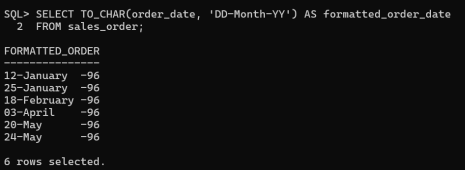 SQL> SELECT TO_CHAR(order_date, 'DD-Month-YY') AS formatted_order_date
  2  FROM sales_order;
FORMATTED_ORDER
---------------
12-January  -96
25-January  -96
18-February -96
03-April    -96
20-May      -96
24-May      -96
6 rows selected.